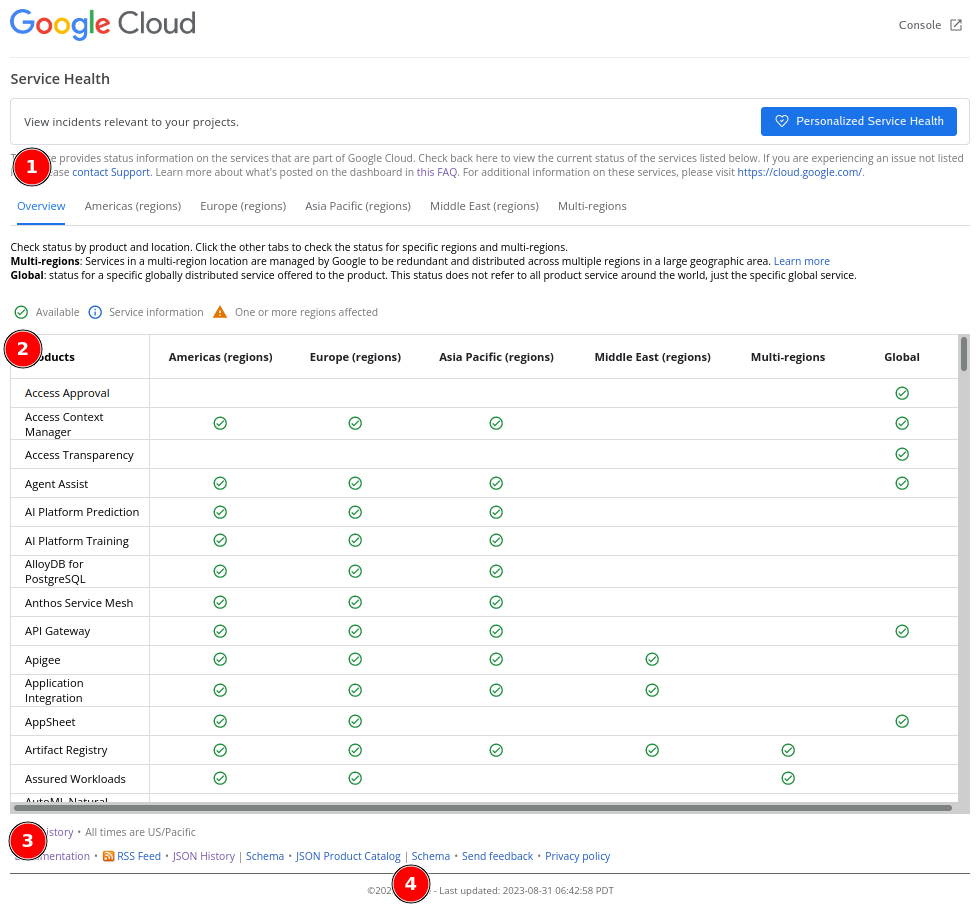 Google Cloud
Console
Service Health
View incidents relevant to your projects.
Personalized Service Health
1
provides status information on the services that are part of Google Cloud. Check back here to view the current status of the services listed below. If you are experiencing an issue not listed
contact Support. Learn more about what's posted on the dashboard in this FAQ. For additional information on these services, please visit https://cloud.google.com/.
Overview
Americas (regions)
Europe (regions)
Asia Pacific (regions)
Middle East (regions)
Multi-regions
Check status by product and location. Click the other tabs to check the status for specific regions and multi-regions.
Multi-regions: Services in a multi-region location are managed by Google to be redundant and distributed across multiple regions in a large geographic area. Learn more
Global: status for a specific globally distributed service offered to the product. This status does not refer to all product service around the world, just the specific global service.
Available
Service information
One or more regions affected
2
Americas (regions)
Europe (regions)
Asia Pacific (regions)
Middle East (regions)
Multi-regions
Global
Access Approval
Access Context
Manager
Access Transparency
Agent Assist
AI Platform Prediction
AI Platform Training
AlloyDB for
PostgreSQL
Anthos Service Mesh
API Gateway
Apigee
Application
Integration
AppSheet
Artifact Registry
Assured Workloads
AutoML Natural
3
• All times are US/Pacific
• RSS Feed • JSON History | Schema • JSON Product Catalog | Schema • Send feedback • Privacy policy
4
- Last updated: 2023-08-31 06:42:58 PDT